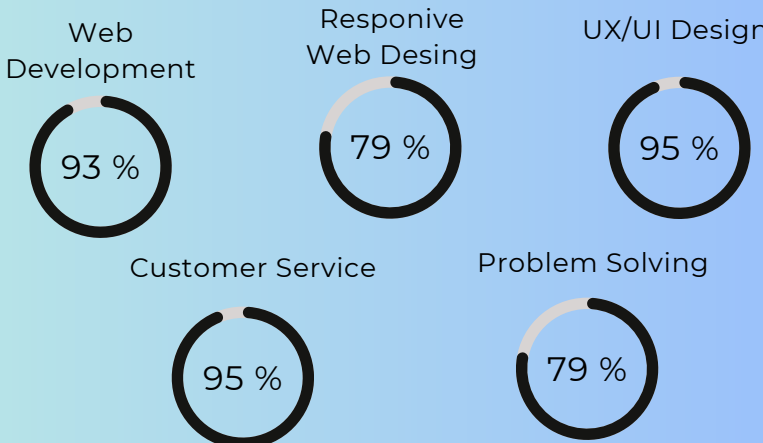 Web
Development
93 %
Responive
Web Desing
79 %
UX/UI Design
95 %
Customer Service
95 %
Problem Solving
79 %